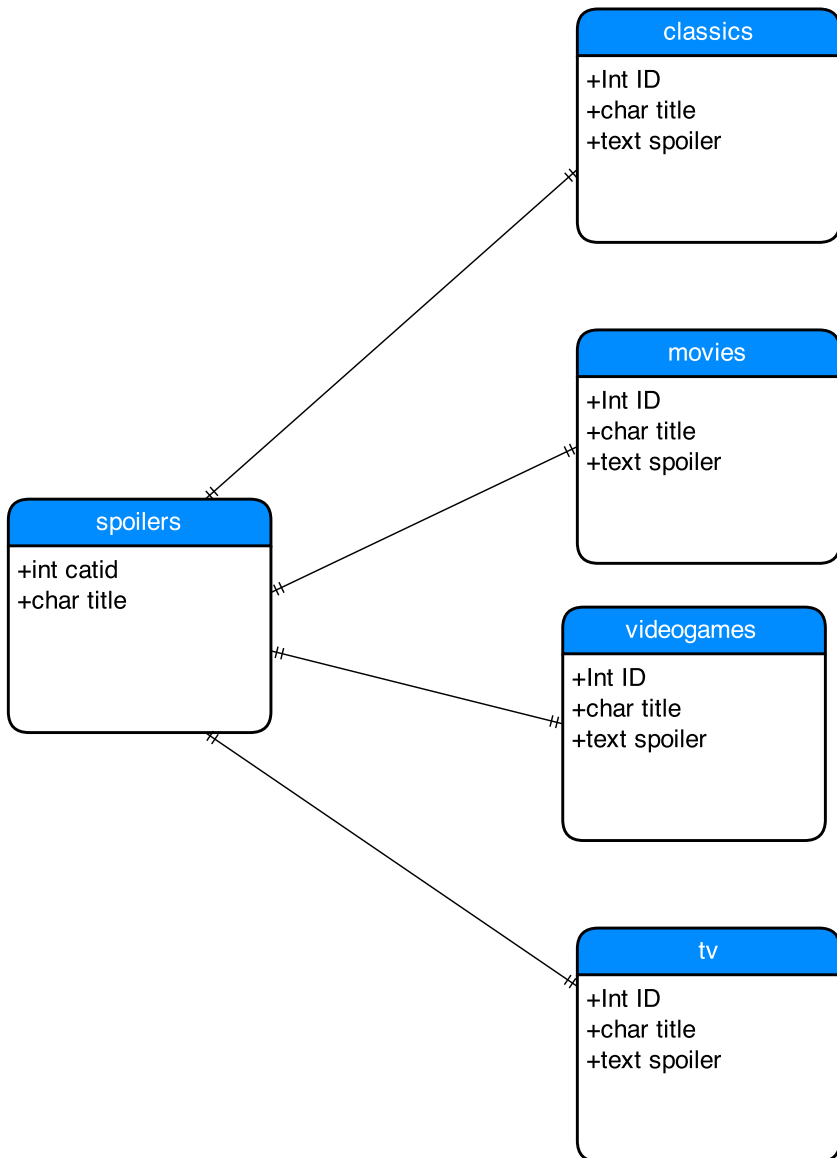 classics
+Int ID
+char title
+text spoiler
movies
+Int ID
+char title
+text spoiler
spoilers
+int catid
+char title
videogames
+Int ID
+char title
+text spoiler
tv
+Int ID
+char title
+text spoiler